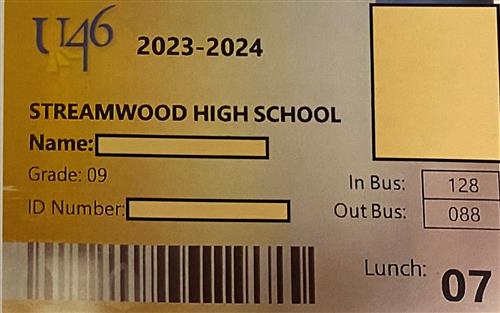 U46 2023-2024
STREAMWOOD HIGH SCHOOL
Name:
Grade: 09
ID Number:
In Bus: 128
Out Bus: 088
Lunch: 07